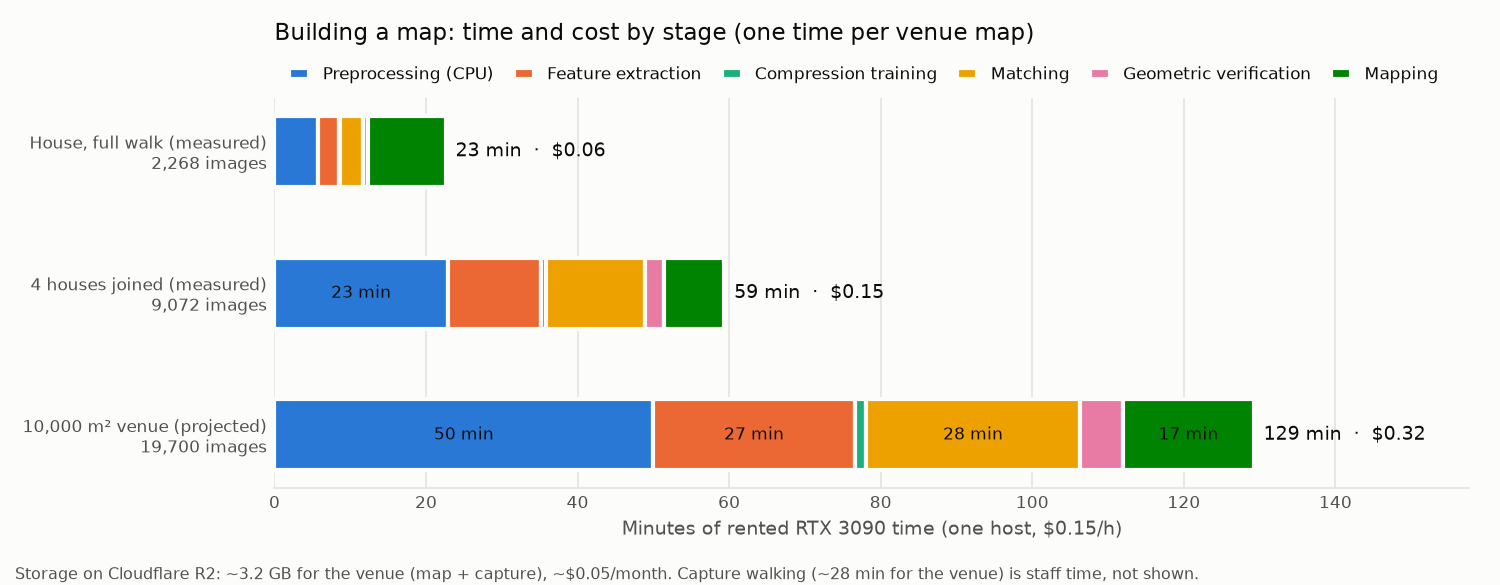 Building a map: time and cost by stage (one time per venue map)
Preprocessing (CPU) Feature extraction Compression training Matching Geometric verification Mapping
House, full walk (measured)
2,268 images
23 min · $0.06
4 houses joined (measured)
9,072 images
23 min
59 min · $0.15
10,000 m² venue (projected)
19,700 images
50 min 27 min 28 min 17 min
129 min · $0.32
0 20 40 60 80 100 120 140
Minutes of rented RTX 3090 time (one host, $0.15/h)
Storage on Cloudflare R2: ~3.2 GB for the venue (map + capture), ~$0.05/month. Capture walking (~28 min for the venue) is staff time, not shown.